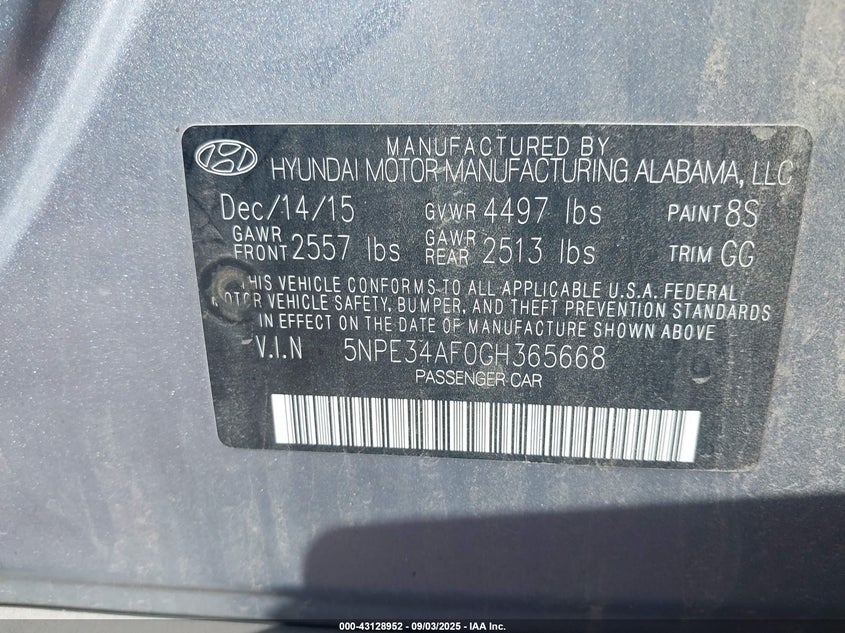 MANUFACTURED BY
HYUNDAI MOTOR MANUFACTURING ALABAMA, LLC
Dec/14/15 GVWR 4497 lbs PAINT 8S
GAWR FRONT 2557 lbs GAWR REAR 2513 lbs TRIM GG
THIS VEHICLE CONFORMS TO ALL APPLICABLE U.S.A. FEDERAL
MOTOR VEHICLE SAFETY, BUMPER, AND THEFT PREVENTION STANDARDS
IN EFFECT ON THE DATE OF MANUFACTURE SHOWN ABOVE
V.I.N 5NPE34AF0GH365668
PASSENGER CAR
000-43128952 - 09/03/2025 - IAA Inc.